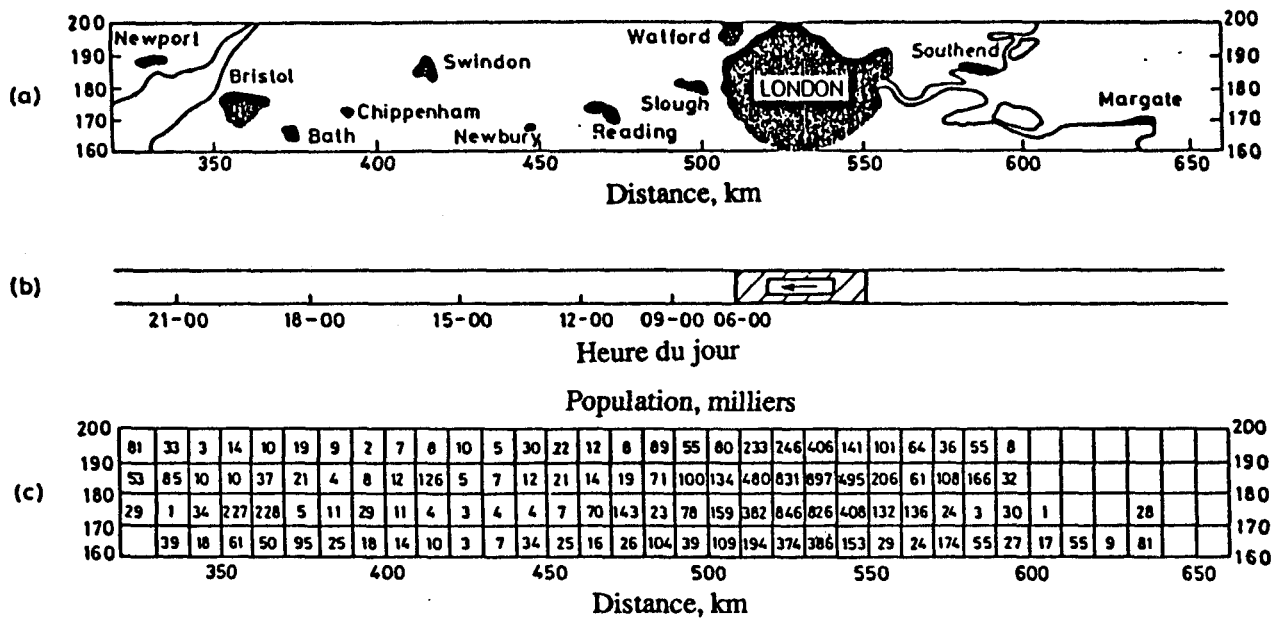 200 200
Newport Watford Southend 190
190
Bristol Swindon
(a) 180 LONDON 180
Slough Margate
170 Chippenham 170
Bath Newbury Reading
160 160
350 400 450 500 550 600 650
Distance, km
(b)
21-00 18-00 15-00 12-00 09-00 06-00
Heure du jour
Population, milliers
200 200
81 33 3 14 10 19 9 2 7 8 10 5 30 22 12 8 89 55 80 233 246 406 141 101 64 36 55 8
190 190
(c) 53 85 10 10 37 21 4 8 12 126 5 7 12 21 14 19 71 100 134 480 831 897 495 206 61 108 166 32
180 180
29 1 34 227 228 5 11 29 11 4 3 4 4 7 70 143 23 78 159 382 846 826 408 132 136 24 3 30 1 28
170 170
39 18 61 50 95 25 18 14 10 3 7 34 25 16 26 104 39 109 194 374 386 153 29 24 174 55 27 17 55 9 81
160 160
350 400 450 500 550 600 650
Distance, km